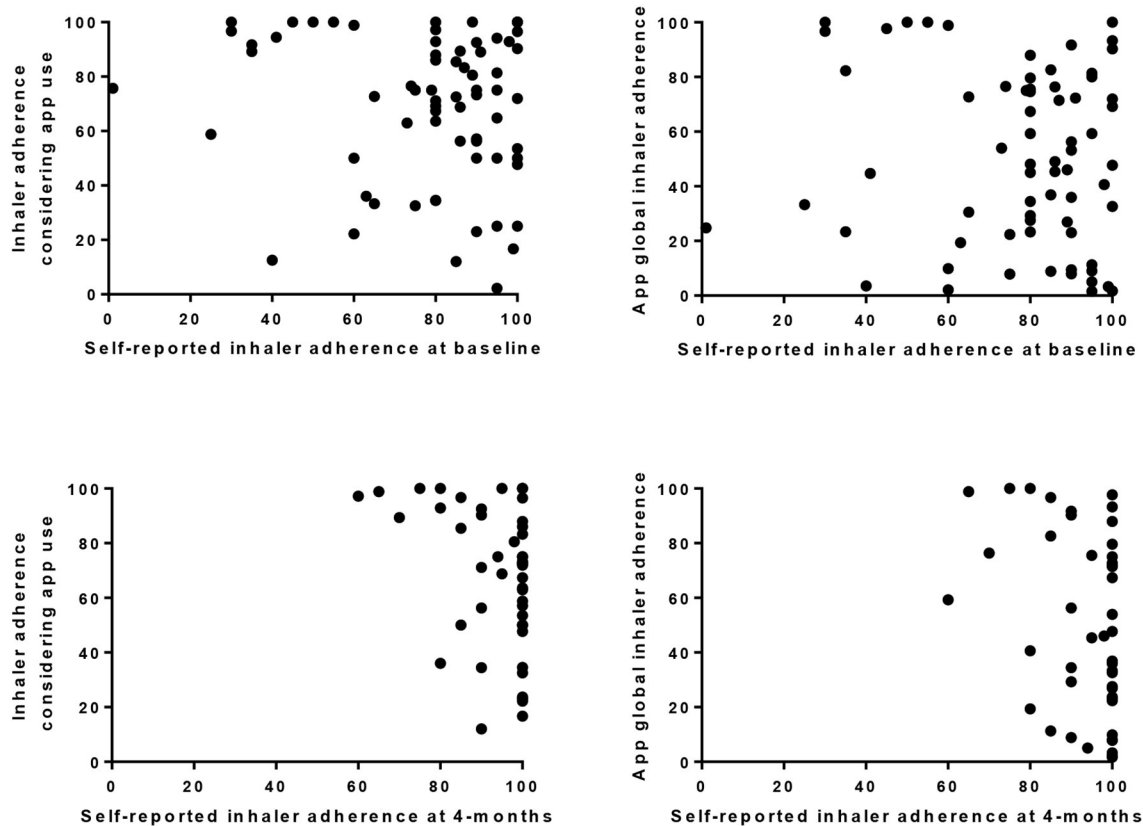 Inhaler adherence
considering app use
100
80
60
40
20
0
0 20 40 60 80 100
Self-reported inhaler adherence at baseline
App global inhaler adherence
100
80
60
40
20
0
0 20 40 60 80 100
Self-reported inhaler adherence at baseline
Inhaler adherence
considering app use
100
80
60
40
20
0
0 20 40 60 80 100
Self-reported inhaler adherence at 4-months
App global inhaler adherence
100
80
60
40
20
0
0 20 40 60 80 100
Self-reported inhaler adherence at 4-months